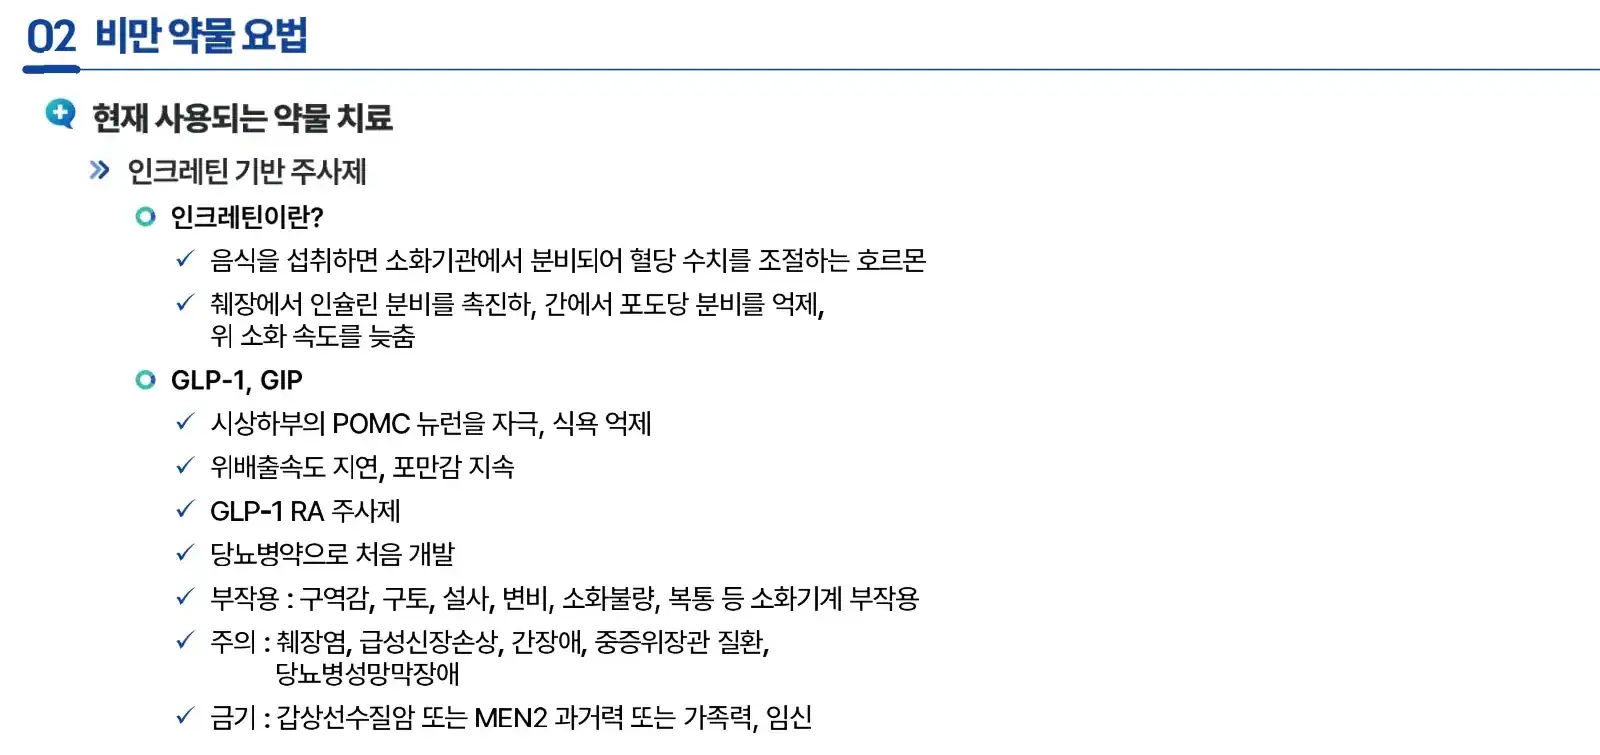 02 비만 약물 요법
현재 사용되는 약물 치료
인크레틴 기반 주사제
인크레틴이란?
음식을 섭취하면 소화기관에서 분비되어 혈당 수치를 조절하는 호르몬
췌장에서 인슐린 분비를 촉진하, 간에서 포도당 분비를 억제,
위 소화 속도를 늦춤
GLP-1, GIP
시상하부의 POMC 뉴런을 자극, 식욕 억제
위배출속도 지연, 포만감 지속
GLP-1 RA 주사제
당뇨병약으로 처음 개발
부작용 : 구역감, 구토, 설사, 변비, 소화불량, 복통 등 소화기계 부작용
주의 : 췌장염, 급성신장손상, 간장애, 중증위장관 질환,
당뇨병성망막장애
금기 : 갑상선수질암 또는 MEN2 과거력 또는 가족력, 임신